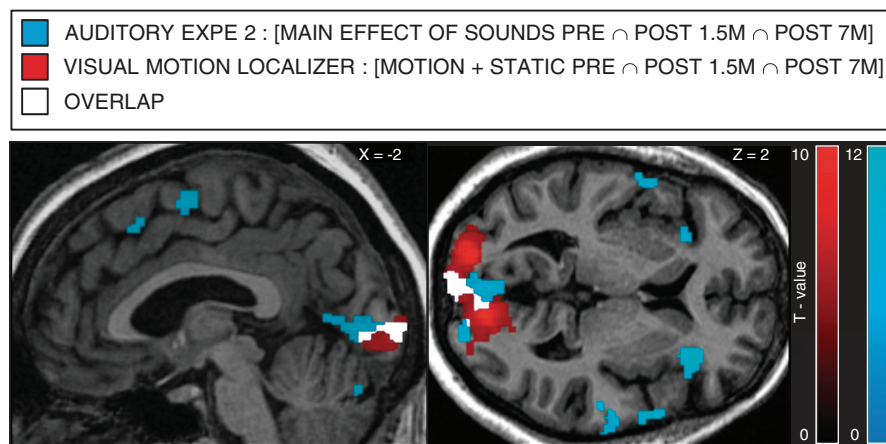 AUDITORY EXPE 2 : [MAIN EFFECT OF SOUNDS PRE ∩ POST 1.5M ∩ POST 7M]
VISUAL MOTION LOCALIZER : [MOTION + STATIC PRE ∩ POST 1.5M ∩ POST 7M]
OVERLAP
X = -2
Z = 2
10
12
T - value
0
0